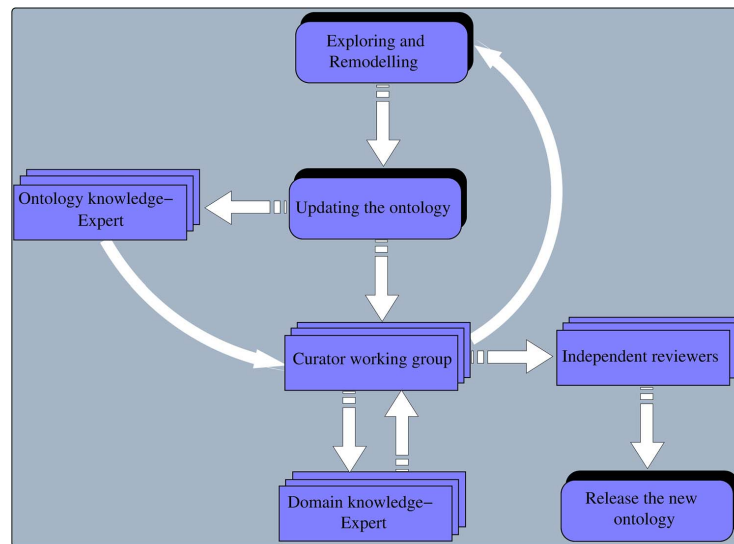 Exploring and
Remodelling
Ontology knowledge–
Expert
Updating the ontology
Curator working group
Independent reviewers
Domain knowledge–
Expert
Release the new
ontology